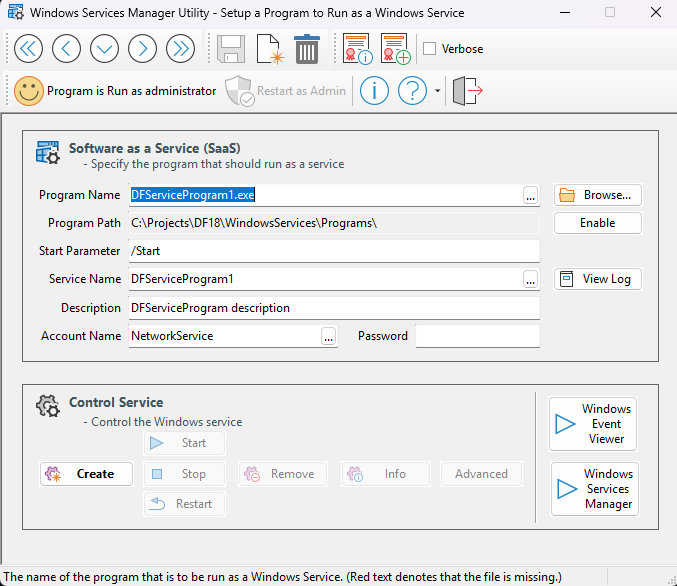 Windows Services Manager Utility - Setup a Program to Run as a Windows Service
Verbose
Program is Run as administrator
Restart as Admin
Software as a Service (SaaS)
- Specify the program that should run as a service
Program Name DFServiceProgram1.exe ... Browse...
Program Path C:\Projects\DF18\WindowsServices\Programs\ Enable
Start Parameter /Start
Service Name DFServiceProgram1 ... View Log
Description DFServiceProgram description
Account Name NetworkService ... Password
Control Service
- Control the Windows service
Start
Create Stop Remove Info Advanced
Restart
Windows
Event
Viewer
Windows
Services
Manager
The name of the program that is to be run as a Windows Service. (Red text denotes that the file is missing.)